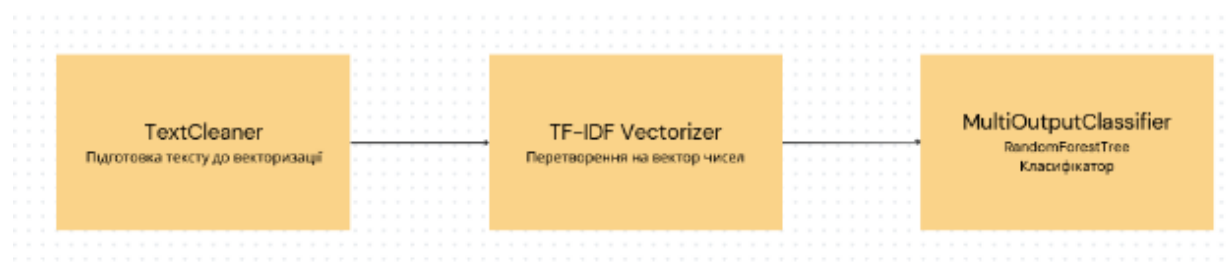 TextCleaner
Підготовка тексту до векторизації
TF-IDF Vectorizer
Перетворення на вектор чисел
MultiOutputClassifier
RandomForestTree
Класифікатор